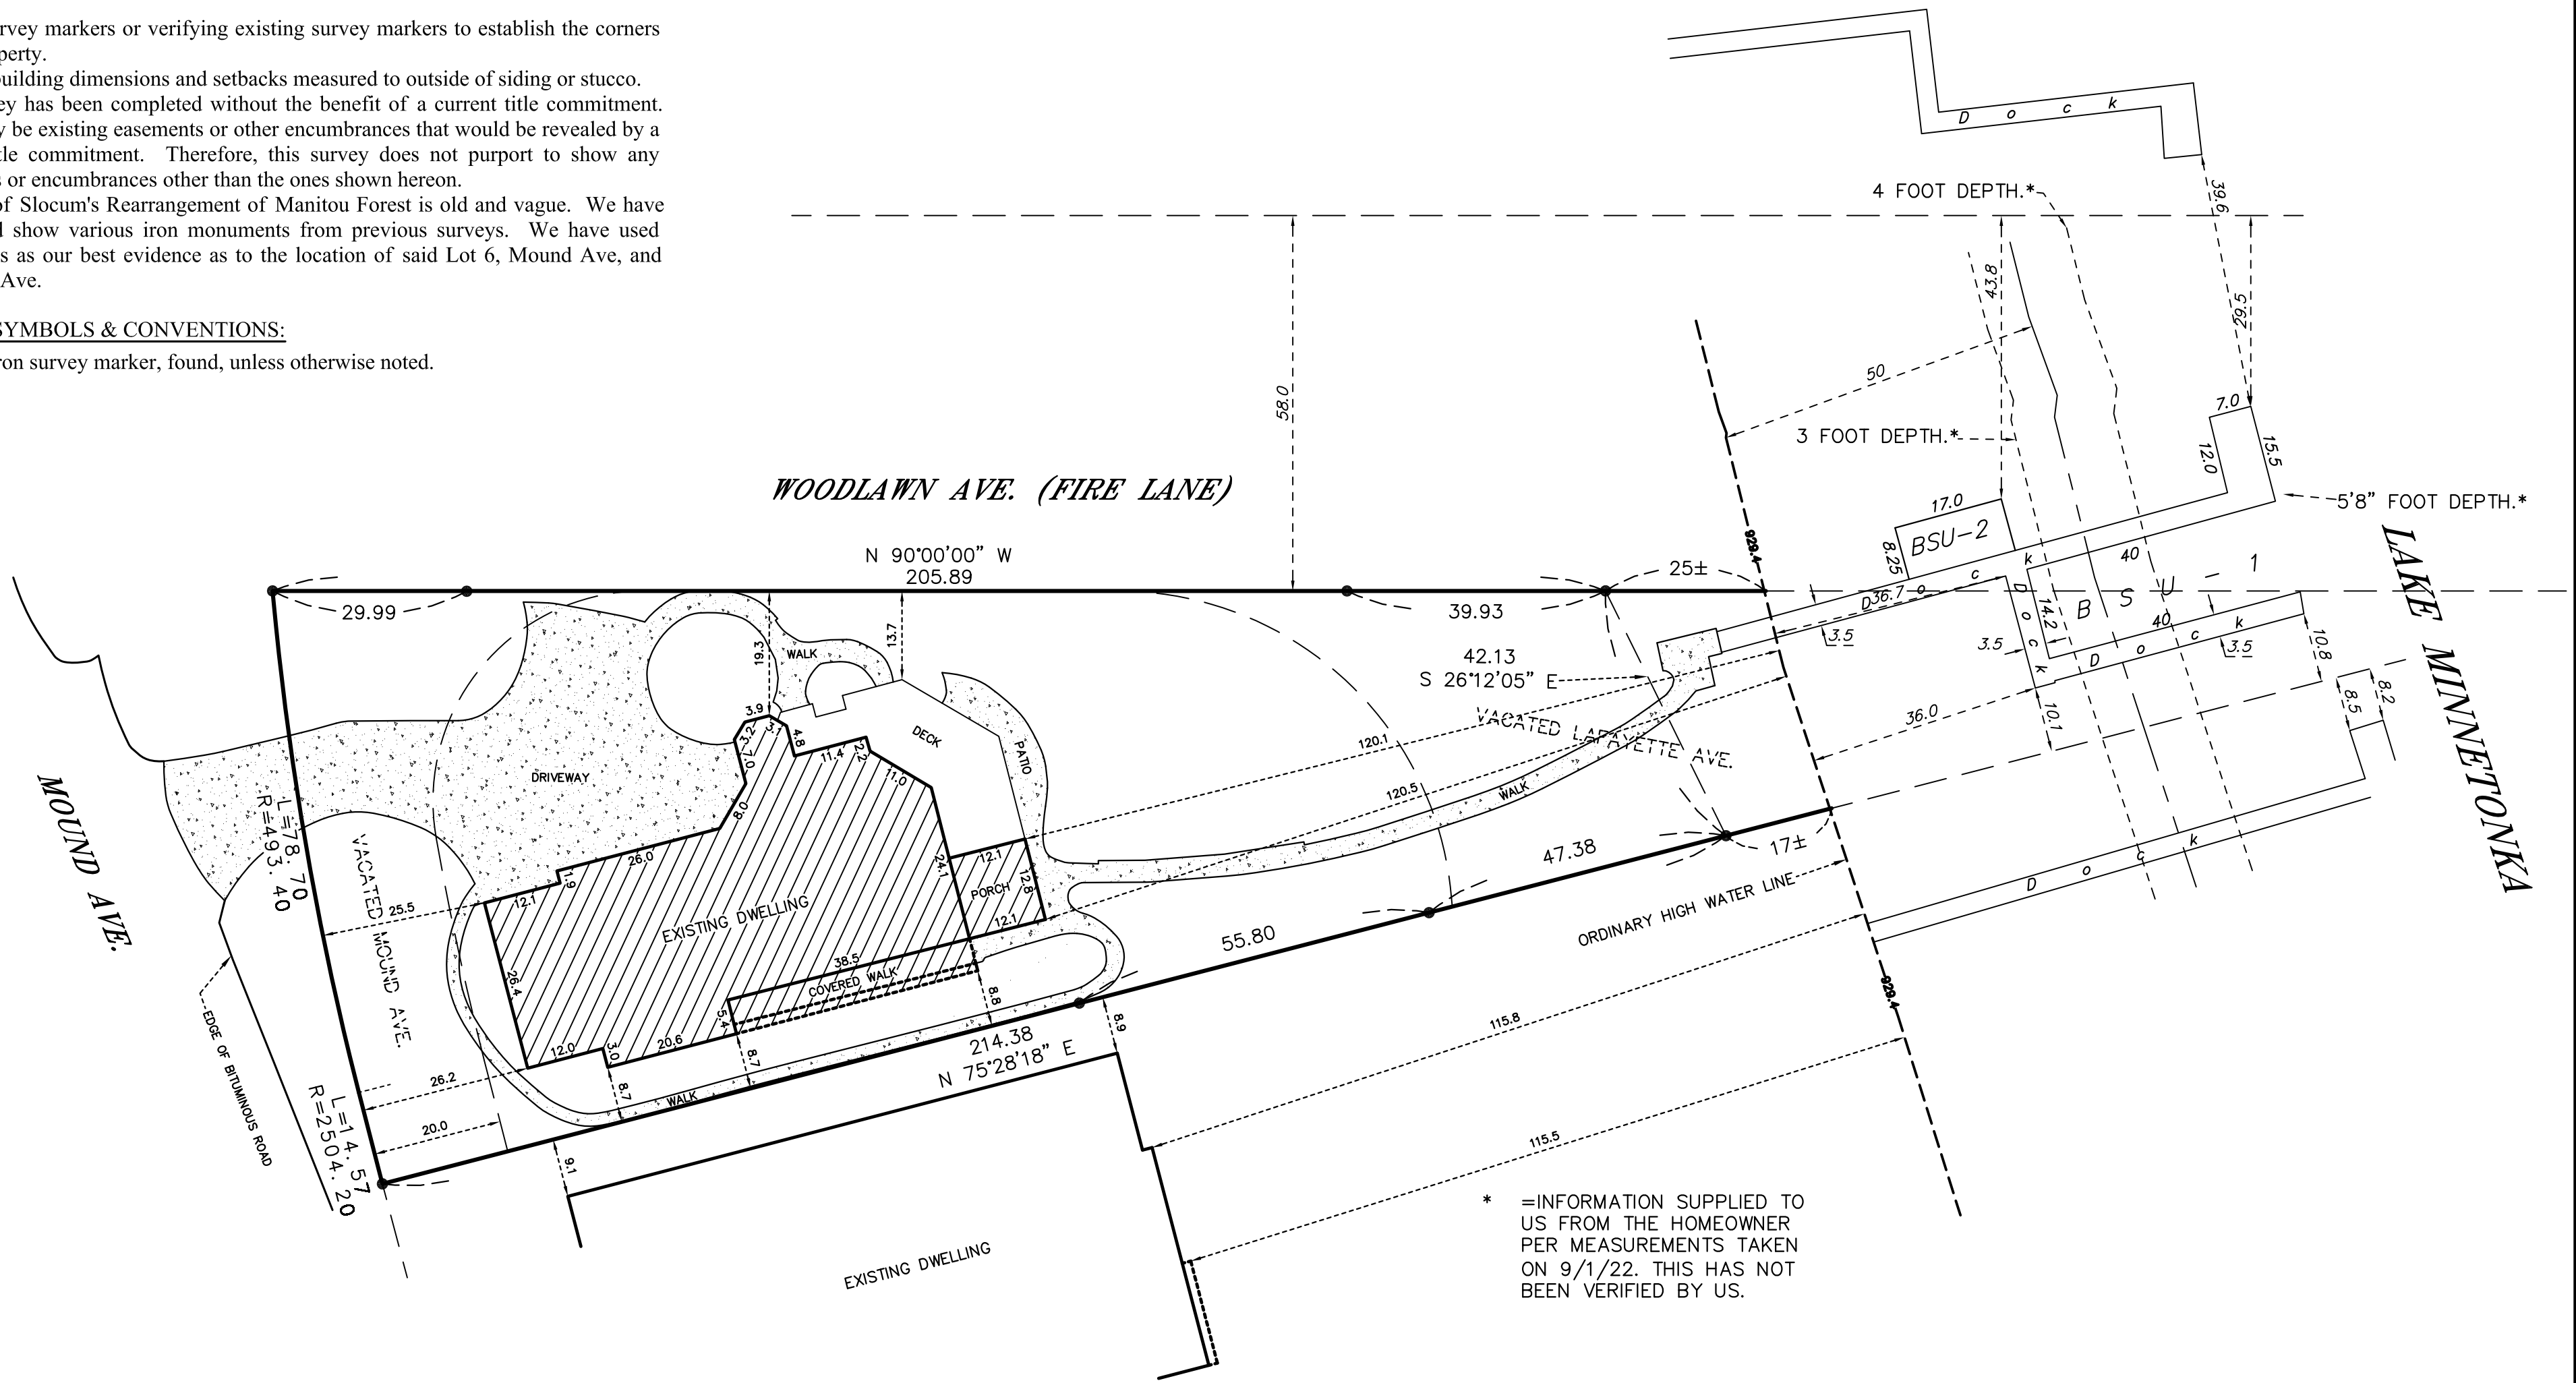 rvey markers or verifying existing survey markers to establish the corners
perty.
building dimensions and setbacks measured to outside of siding or stucco.
ey has been completed without the benefit of a current title commitment.
y be existing easements or other encumbrances that would be revealed by a
tle commitment. Therefore, this survey does not purport to show any
s or encumbrances other than the ones shown hereon.
of Slocum's Rearrangement of Manitou Forest is old and vague. We have
d show various iron monuments from previous surveys. We have used
s as our best evidence as to the location of said Lot 6, Mound Ave, and
Ave.
SYMBOLS & CONVENTIONS:
ron survey marker, found, unless otherwise noted.
Dock
4 FOOT DEPTH.*
39.6
43.8
29.5
58.0
50
3 FOOT DEPTH.*
7.0
12.0
15.5
5'8" FOOT DEPTH.*
WOODLAWN AVE. (FIRE LANE)
17.0
BSU-2
8.25
929.4
N 90°00'00" W
205.89
25±
29.99
39.93
Dock
36.7
3.5
40
BSU-1
14.2
Dock
3.5
40
Dock
3.5
10.8
LAKE MINNETONKA
42.13
S 26°12'05" E
8.5
8.2
36.0
10.1
VACATED LAFAYETTE AVE.
19.3
13.7
WALK
3.9
3.2
3.1
4.8
7.0
11.4
2.2
11.0
DECK
PATIO
DRIVEWAY
8.0
120.1
120.5
WALK
MOUND AVE.
L=78.70
R=493.40
VACATED MOUND AVE.
25.5
12.1
1.9
26.0
24.1
12.1
12.8
PORCH
12.1
EXISTING DWELLING
38.5
COVERED WALK
26.4
5.4
8.8
12.0
3.0
20.6
8.7
8.7
WALK
214.38
N 75°28'18" E
8.9
55.80
47.38
17±
ORDINARY HIGH WATER LINE
Dock
929.4
EDGE OF BITUMINOUS ROAD
26.2
20.0
L=14.57
R=2504.20
9.1
115.8
115.5
EXISTING DWELLING
* =INFORMATION SUPPLIED TO
US FROM THE HOMEOWNER
PER MEASUREMENTS TAKEN
ON 9/1/22. THIS HAS NOT
BEEN VERIFIED BY US.